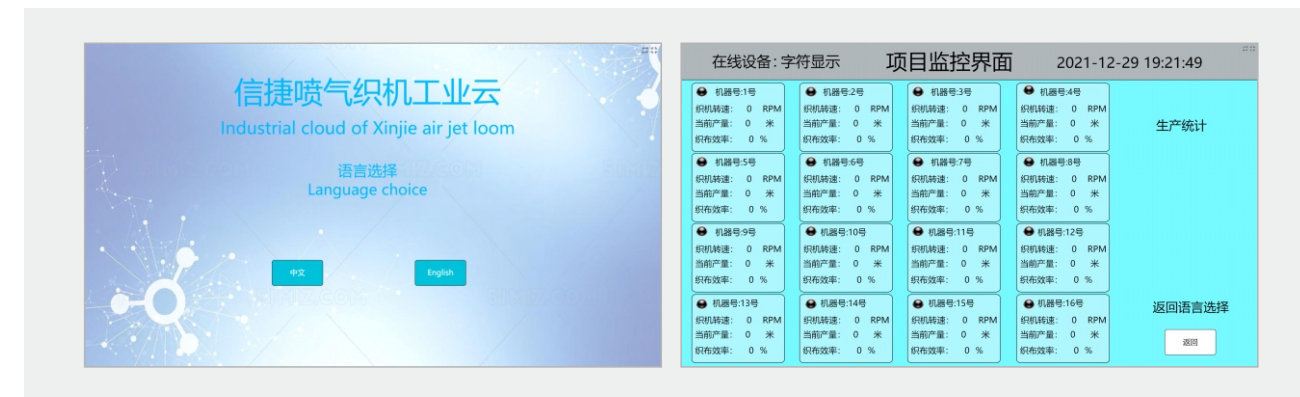 信捷喷气织机工业云
Industrial cloud of Xinjie air jet loom
语言选择
Language choice
中文
English
在线设备:字符显示
项目监控界面
2021-12-29 19:21:49
机器号:1号
织机转速: 0 RPM
当前产量: 0 米
织布效率: 0 %
机器号:2号
织机转速: 0 RPM
当前产量: 0 米
织布效率: 0 %
机器号:3号
织机转速: 0 RPM
当前产量: 0 米
织布效率: 0 %
机器号:4号
织机转速: 0 RPM
当前产量: 0 米
织布效率: 0 %
机器号:5号
织机转速: 0 RPM
当前产量: 0 米
织布效率: 0 %
机器号:6号
织机转速: 0 RPM
当前产量: 0 米
织布效率: 0 %
机器号:7号
织机转速: 0 RPM
当前产量: 0 米
织布效率: 0 %
机器号:8号
织机转速: 0 RPM
当前产量: 0 米
织布效率: 0 %
机器号:9号
织机转速: 0 RPM
当前产量: 0 米
织布效率: 0 %
机器号:10号
织机转速: 0 RPM
当前产量: 0 米
织布效率: 0 %
机器号:11号
织机转速: 0 RPM
当前产量: 0 米
织布效率: 0 %
机器号:12号
织机转速: 0 RPM
当前产量: 0 米
织布效率: 0 %
机器号:13号
织机转速: 0 RPM
当前产量: 0 米
织布效率: 0 %
机器号:14号
织机转速: 0 RPM
当前产量: 0 米
织布效率: 0 %
机器号:15号
织机转速: 0 RPM
当前产量: 0 米
织布效率: 0 %
机器号:16号
织机转速: 0 RPM
当前产量: 0 米
织布效率: 0 %
生产统计
返回语言选择
返回